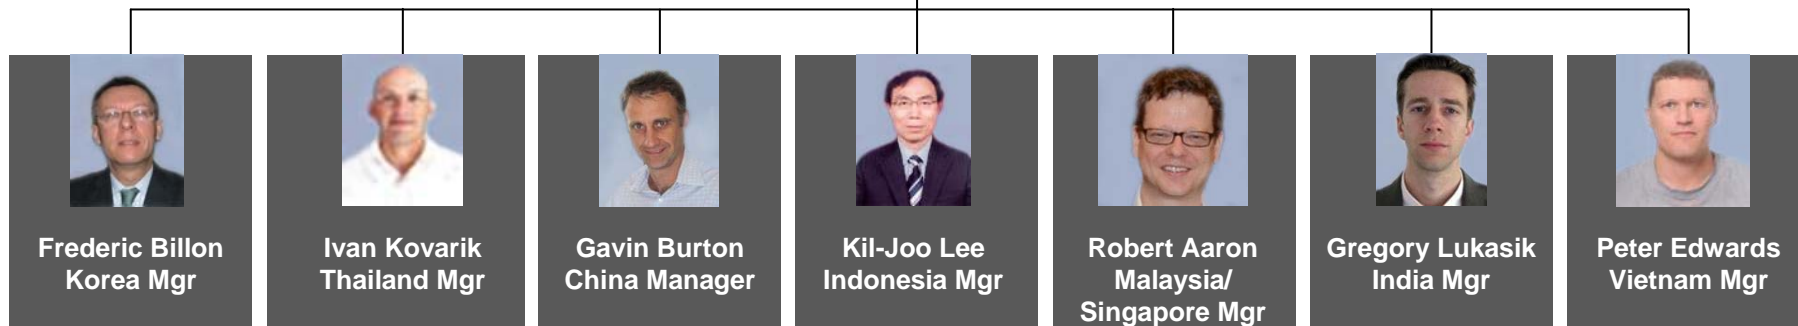 Frederic Billon
Korea Mgr
Ivan Kovarik
Thailand Mgr
Gavin Burton
China Manager
Kil-Joo Lee
Indonesia Mgr
Robert Aaron
Malaysia/
Singapore Mgr
Gregory Lukasik
India Mgr
Peter Edwards
Vietnam Mgr